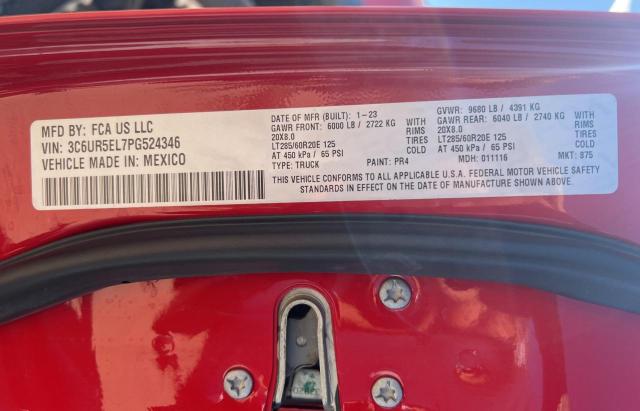 MFD BY: FCA US LLC
VIN: 3C6UR5EL7PG524346
VEHICLE MADE IN: MEXICO
DATE OF MFR (BUILT): 1-23 GVWR: 9680 LB / 4391 KG
GAWR FRONT: 6000 LB / 2722 KG WITH GAWR REAR: 6040 LB / 2740 KG WITH
20X8.0 RIMS 20X8.0 RIMS
LT285/60R20E 125 TIRES LT285/60R20E 125 TIRES
AT 450 kPa / 65 PSI COLD AT 450 kPa / 65 PSI COLD
TYPE: TRUCK PAINT: PR4 MDH: 011116 MKT: 875
THIS VEHICLE CONFORMS TO ALL APPLICABLE U.S.A. FEDERAL MOTOR VEHICLE SAFETY
STANDARDS IN EFFECT ON THE DATE OF MANUFACTURE SHOWN ABOVE.